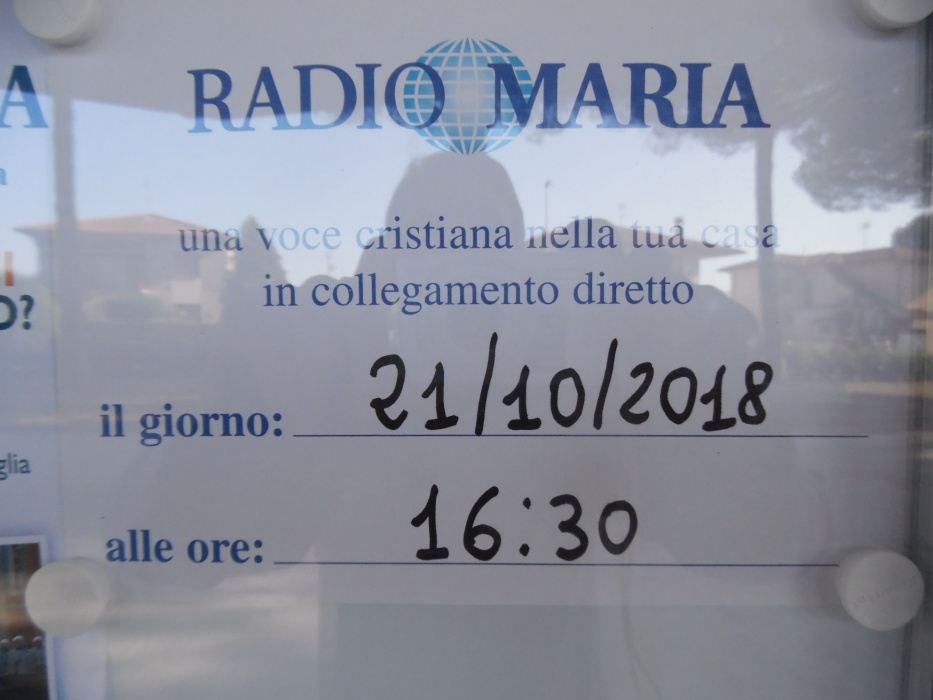 RADIO MARIA
una voce cristiana nella tua casa
in collegamento diretto
il giorno: 21/10/2018
alle ore: 16:30
A
a
I
O?
glia